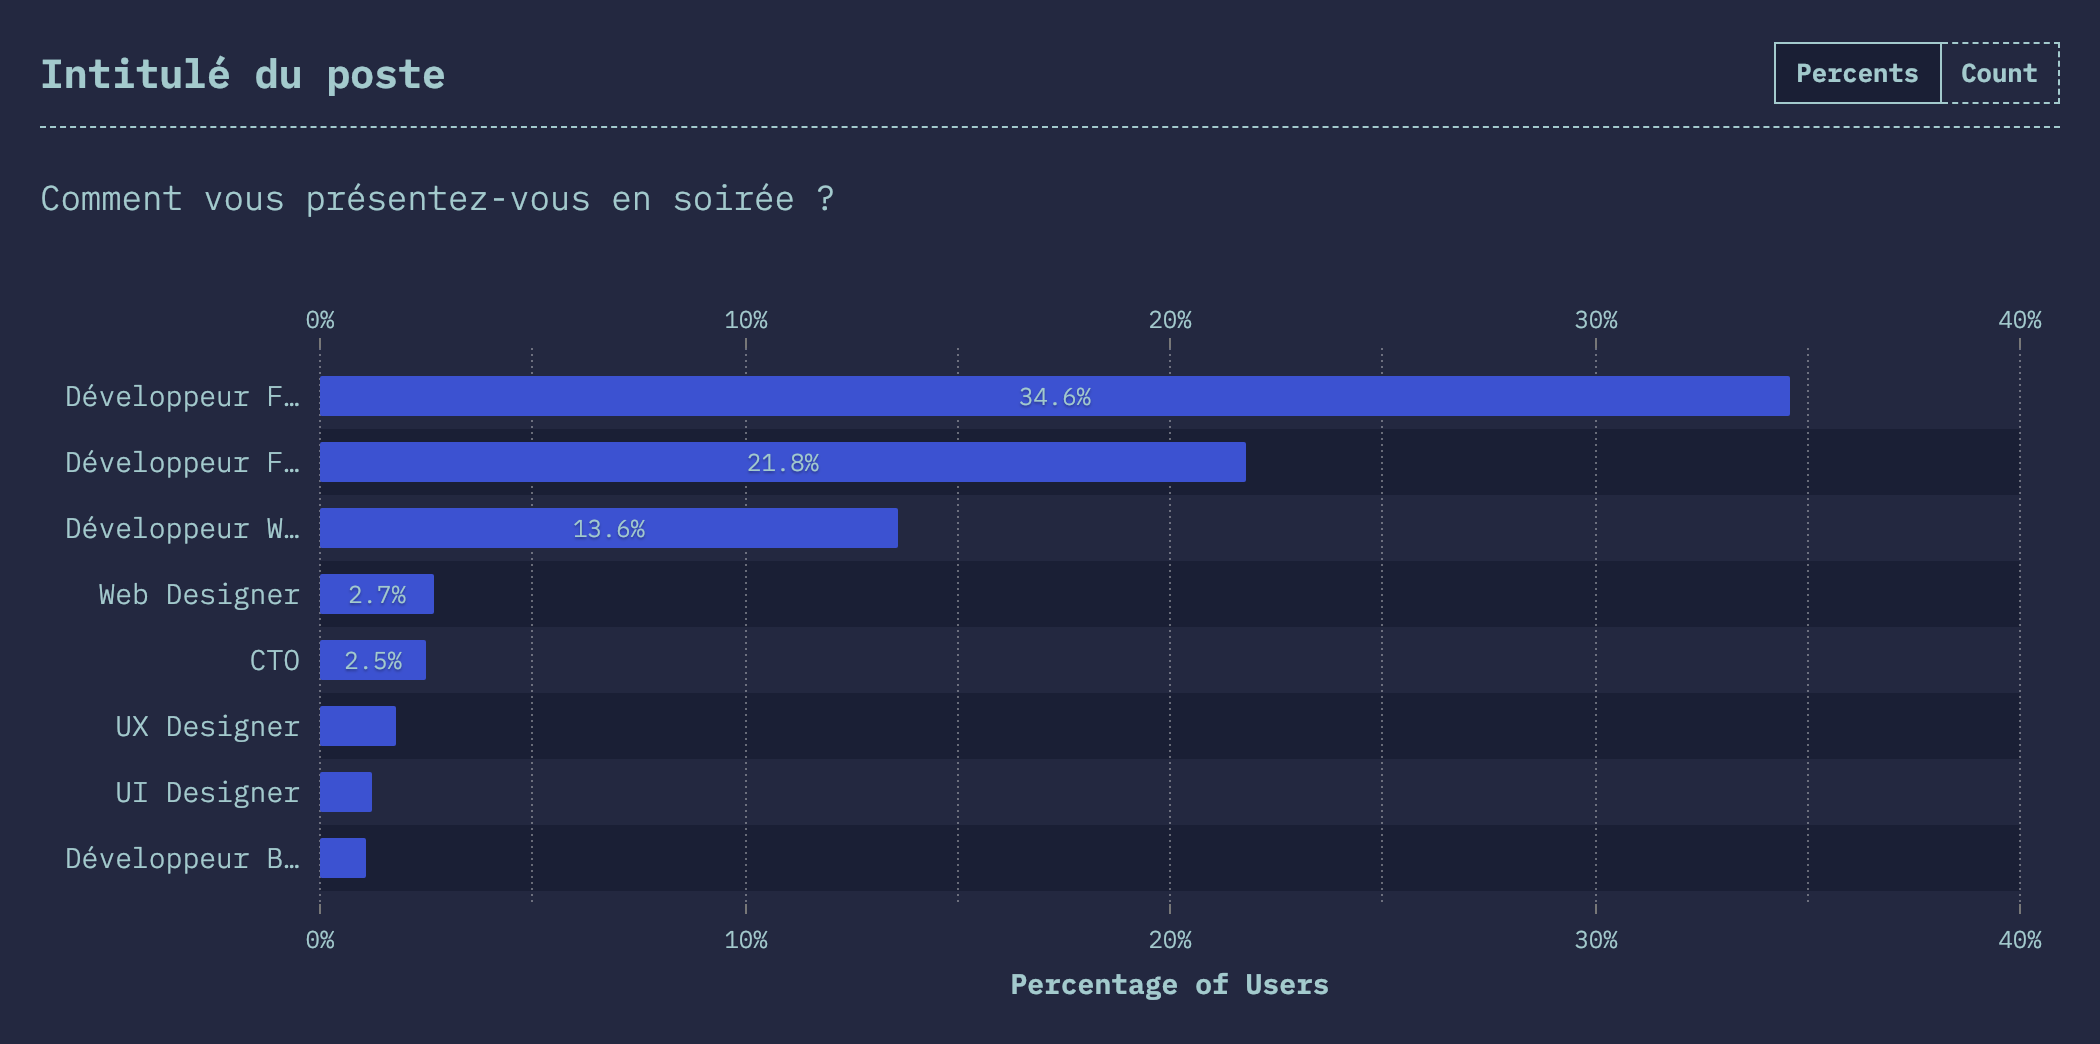 Intitulé du poste
Percents
Count
Comment vous présentez-vous en soirée ?
0% 10% 20% 30% 40%
Développeur F… 34.6%
Développeur F… 21.8%
Développeur W… 13.6%
Web Designer 2.7%
CTO 2.5%
UX Designer
UI Designer
Développeur B…
0% 10% 20% 30% 40%
Percentage of Users